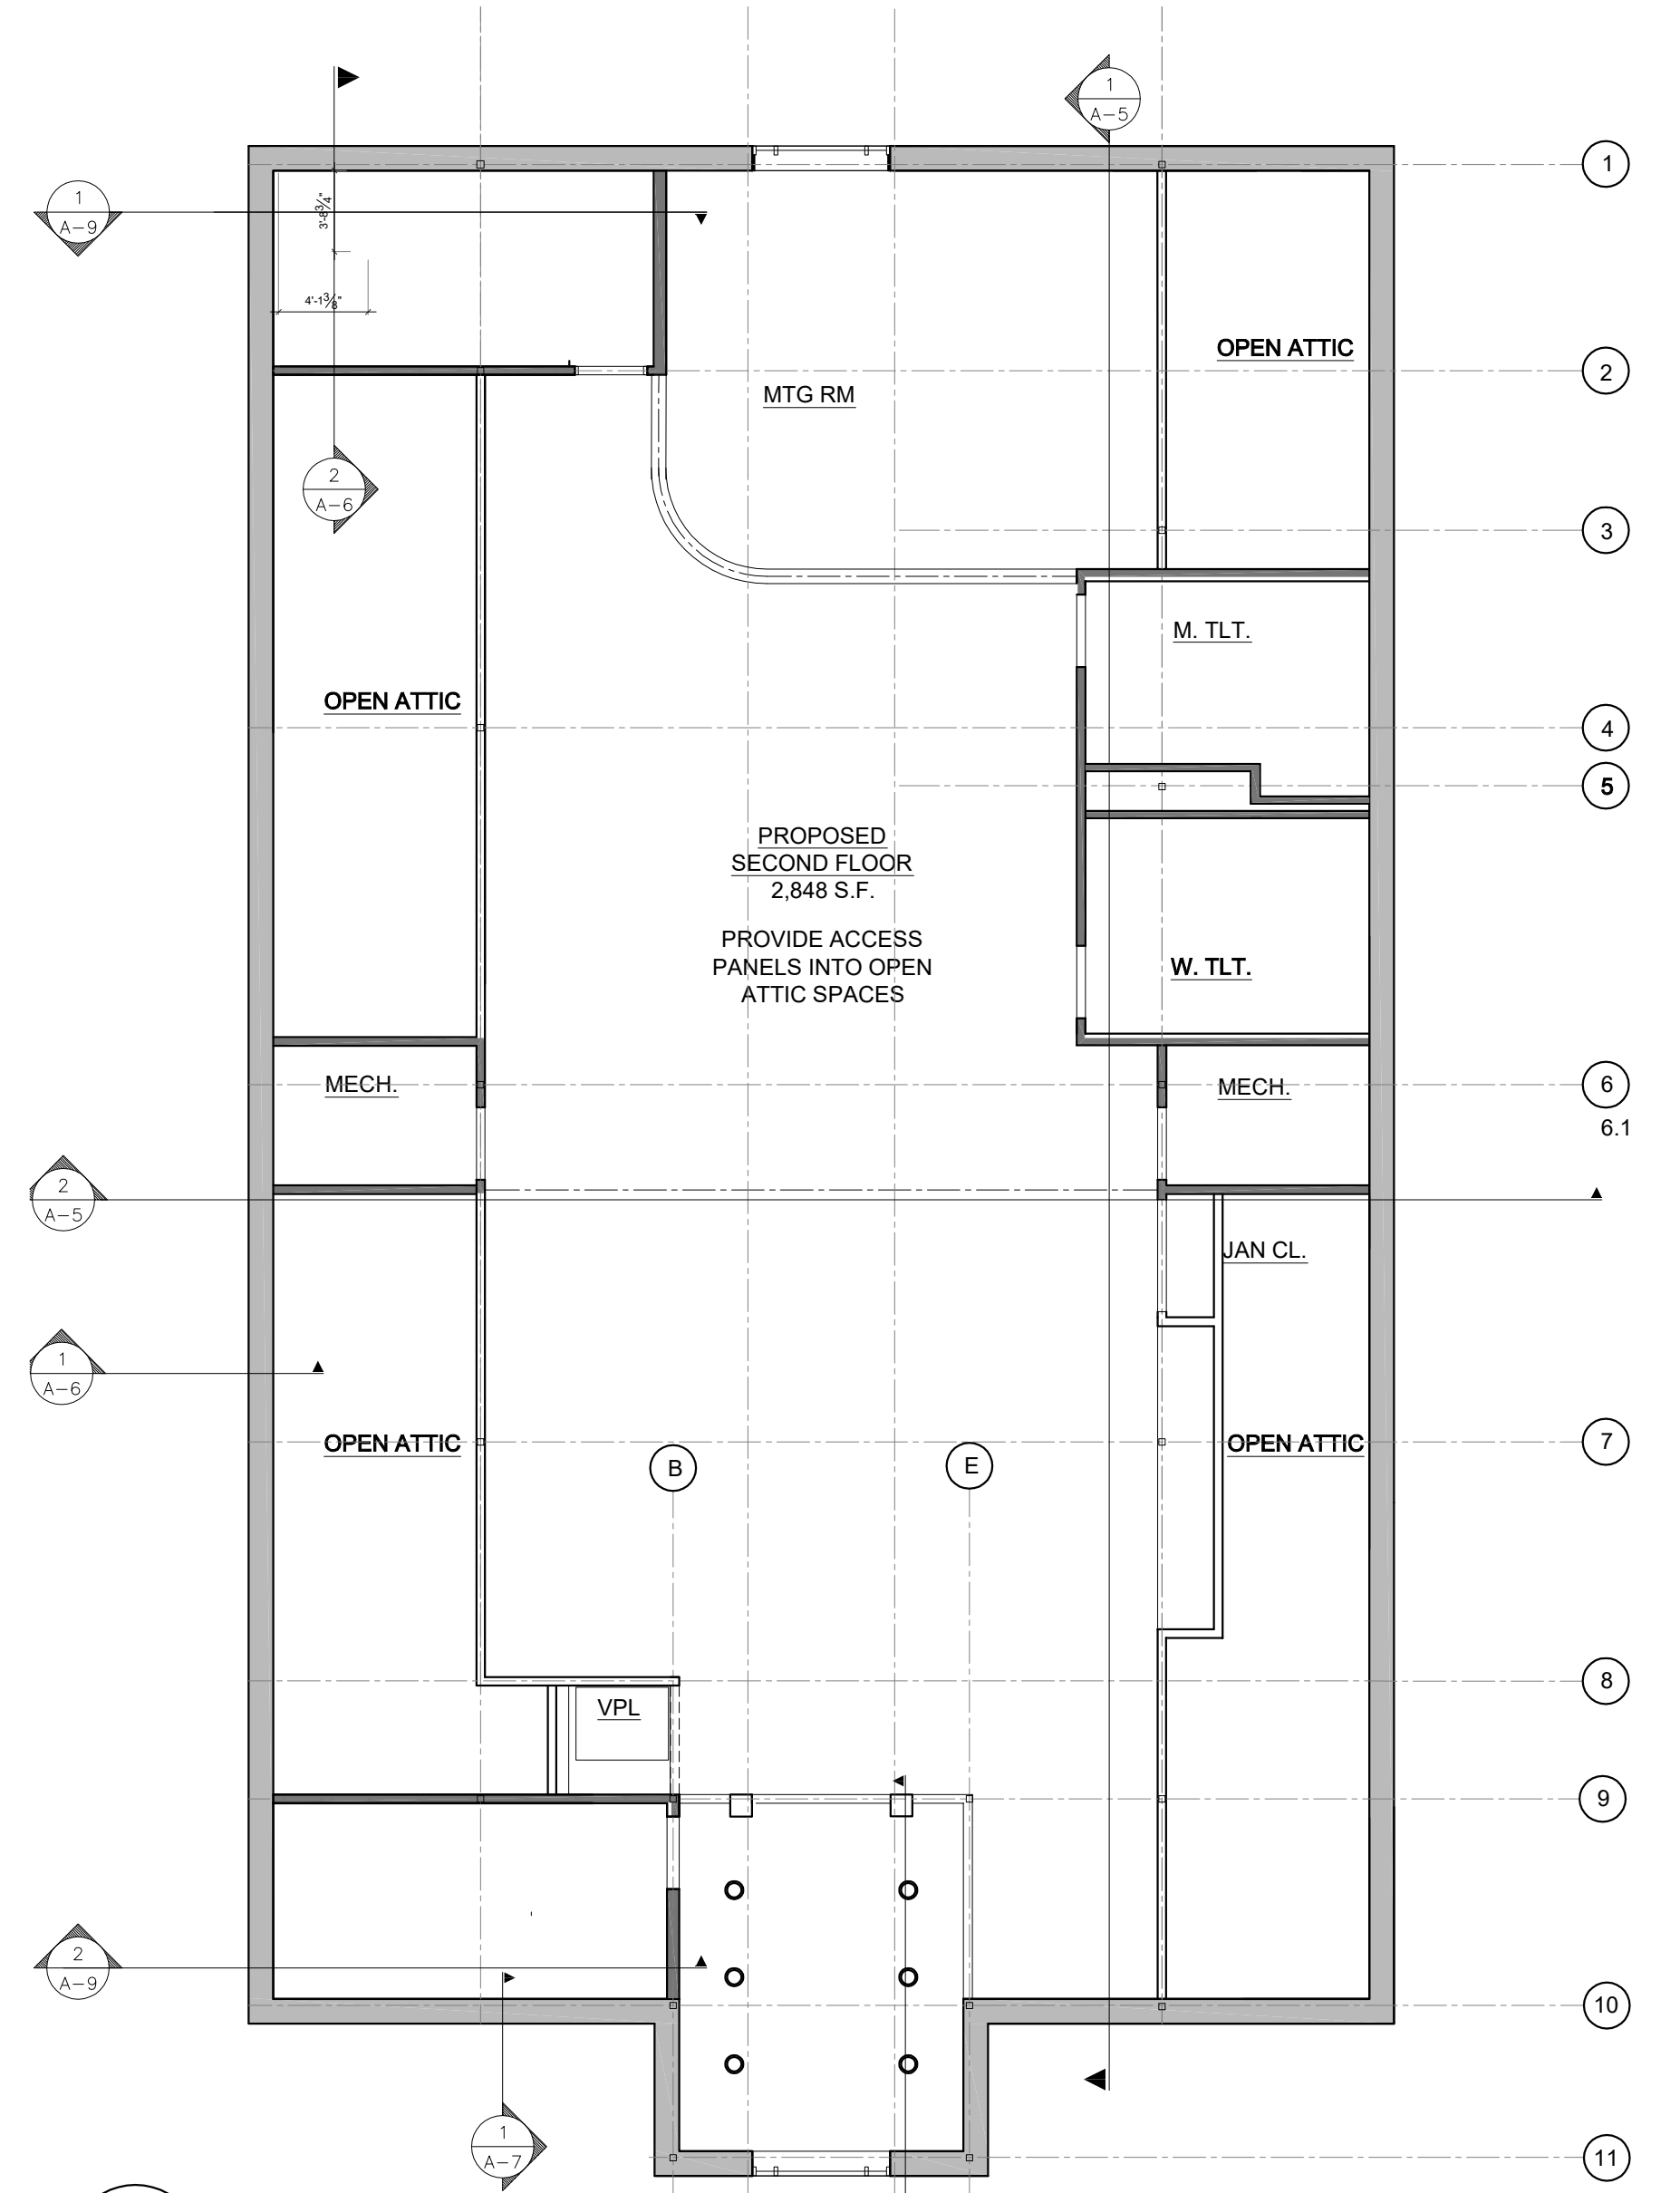 1
A-5
1
1
A-9
3'-8¾"
4'-1⅜"
OPEN ATTIC
2
MTG RM
2
A-6
3
M. TLT.
OPEN ATTIC
4
5
PROPOSED
SECOND FLOOR
2,848 S.F.
PROVIDE ACCESS
PANELS INTO OPEN
ATTIC SPACES
W. TLT.
MECH.
MECH.
6
6.1
2
A-5
JAN CL.
1
A-6
OPEN ATTIC
B
E
OPEN ATTIC
7
8
VPL
9
2
A-9
10
1
A-7
11